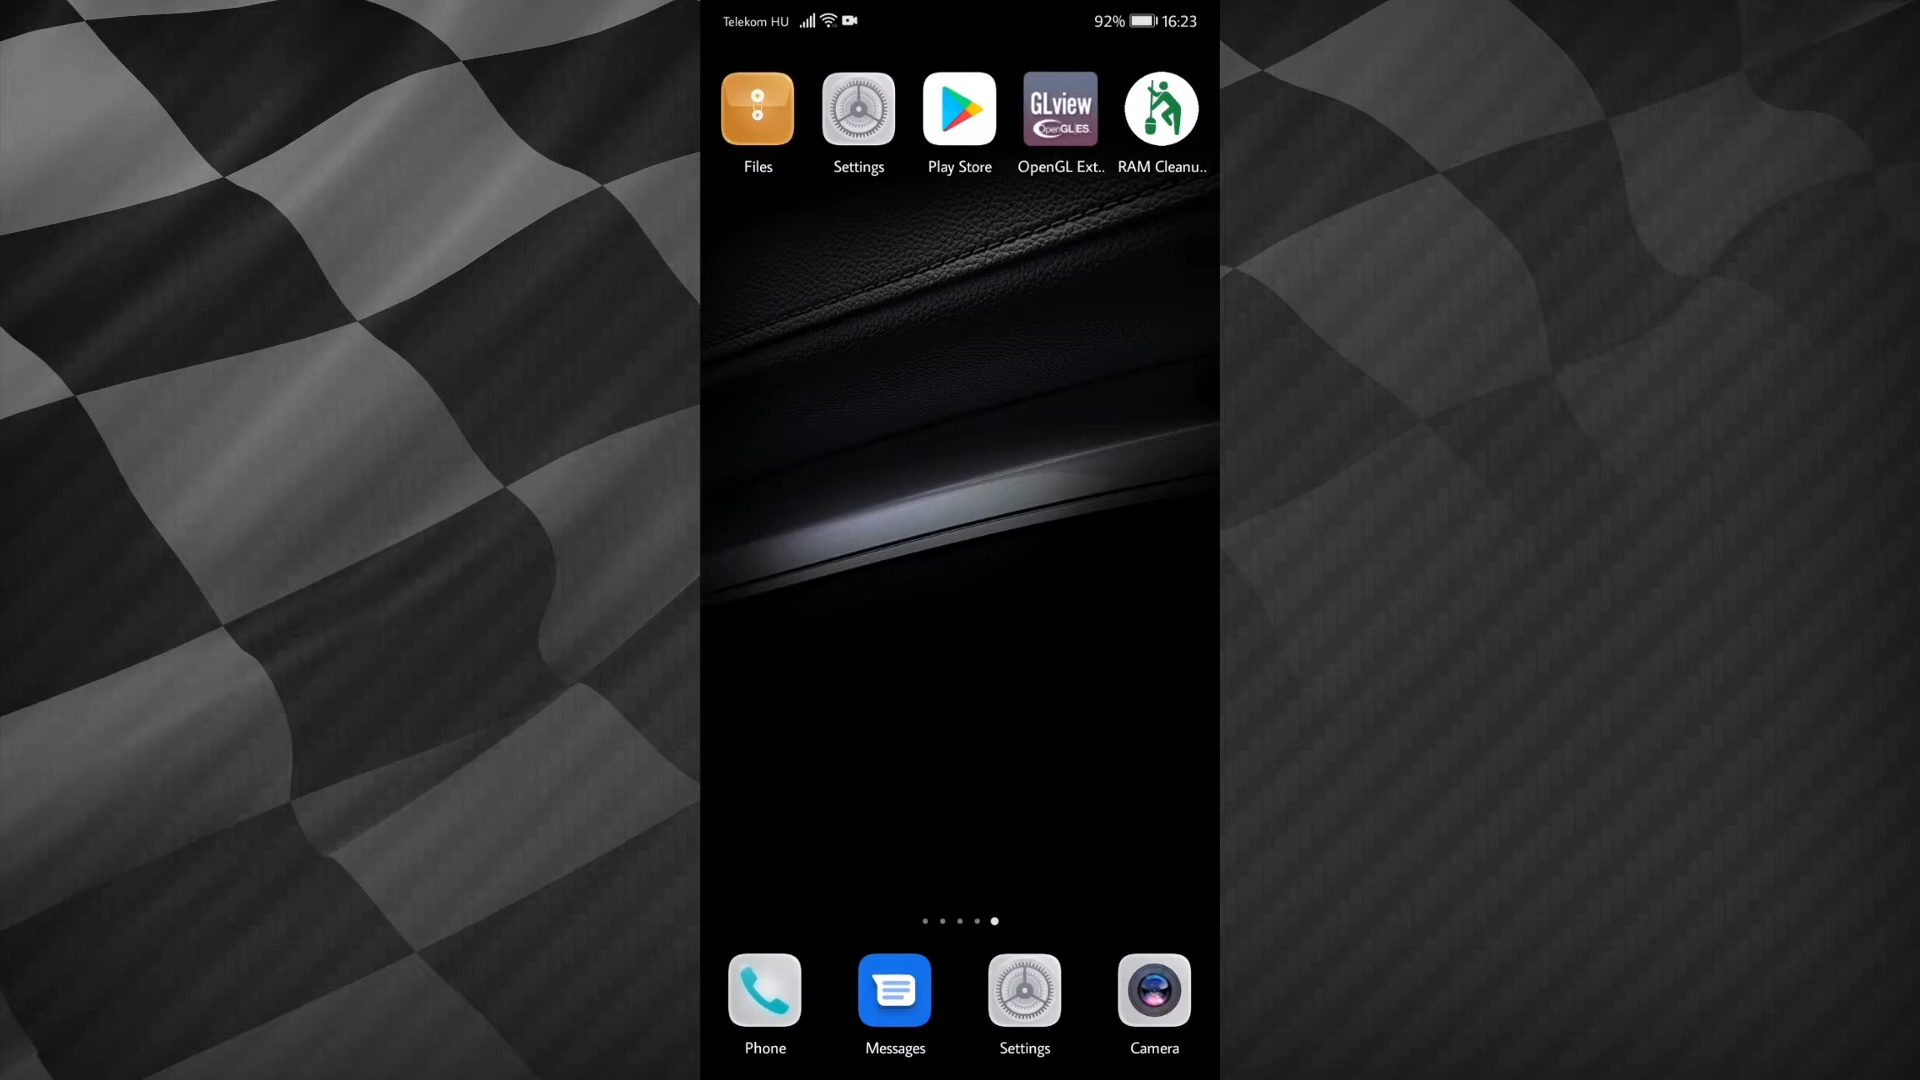 Telekom HU 92% 16:23
GLview
OpenGL|ES.
Files Settings Play Store OpenGL Ext.. RAM Cleanu..
Phone Messages Settings Camera